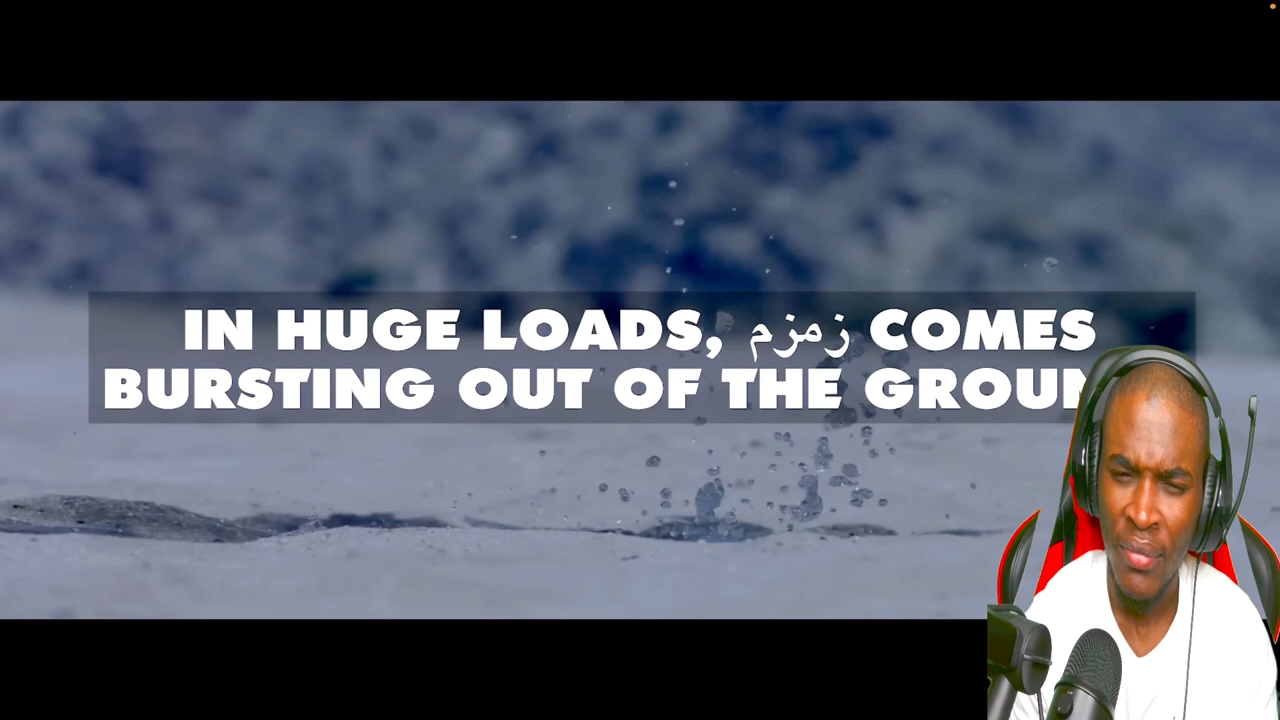 IN HUGE LOADS, زمزم COMES
BURSTING OUT OF THE GROUN